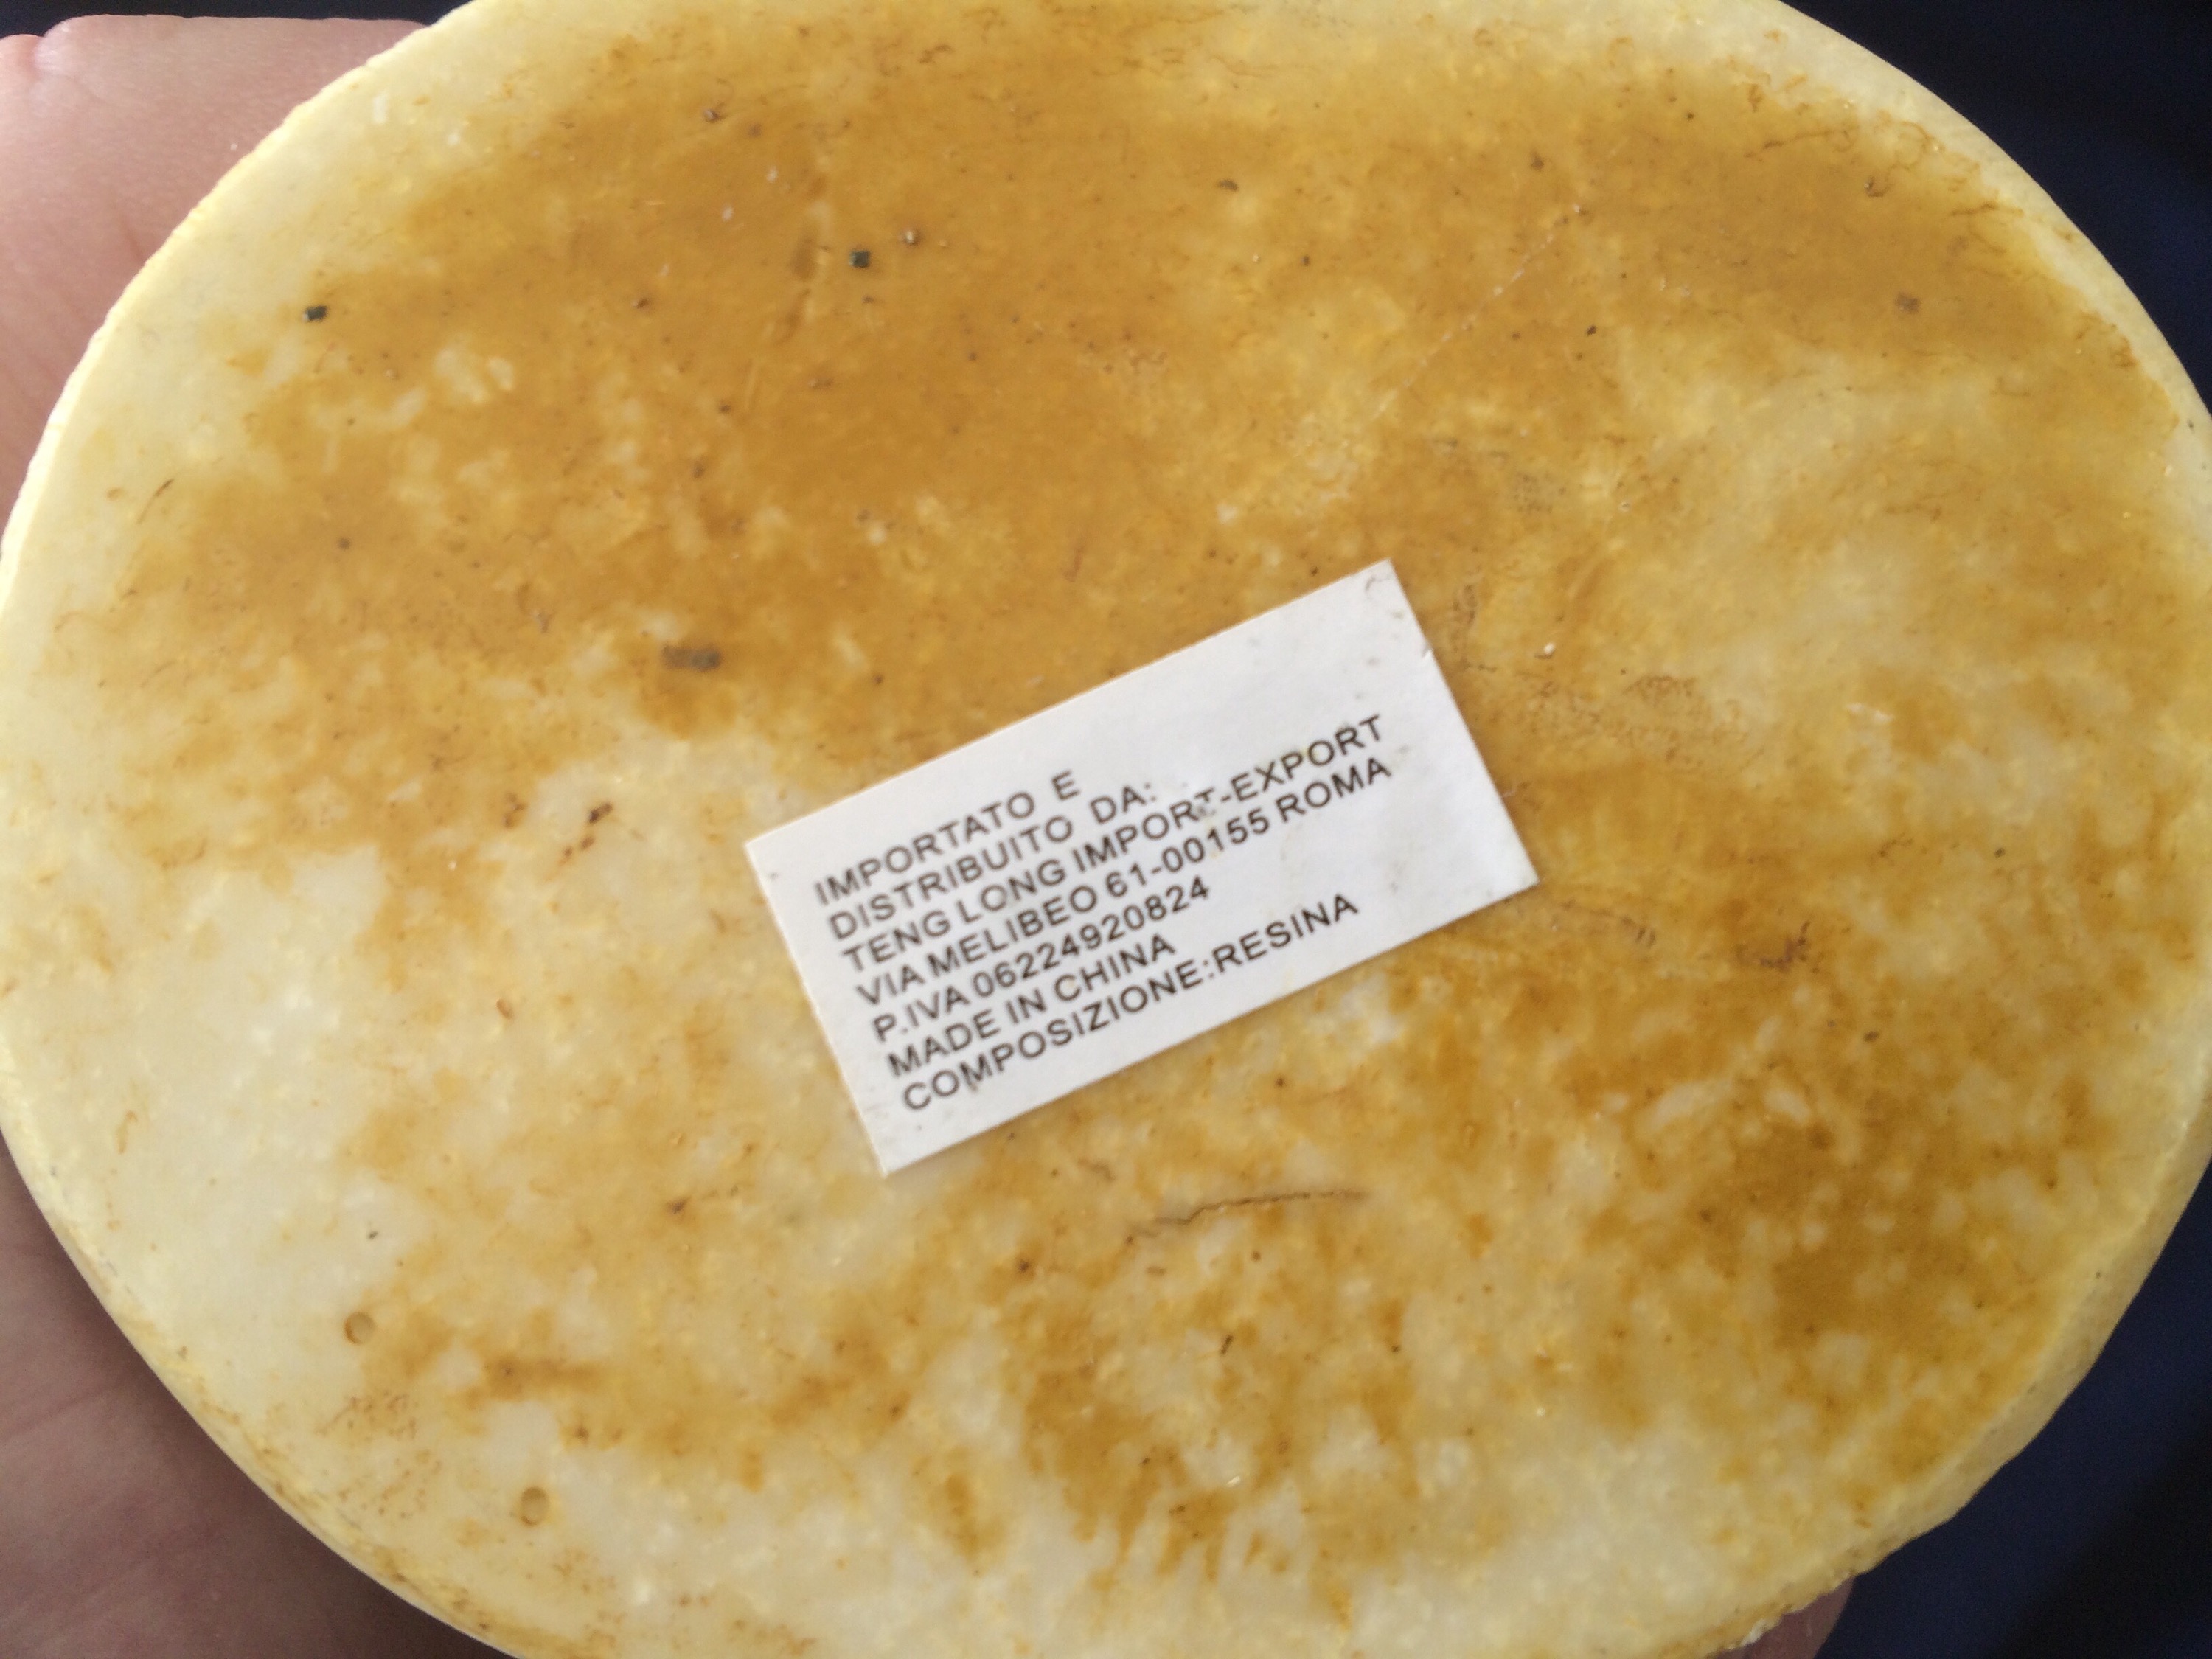 IMPORTATO E
DISTRIBUITO DA:
TENG LONG IMPORT-EXPORT
VIA MELIBEO 61-00155 ROMA
P.IVA 06224920824
MADE IN CHINA
COMPOSIZIONE:RESINA